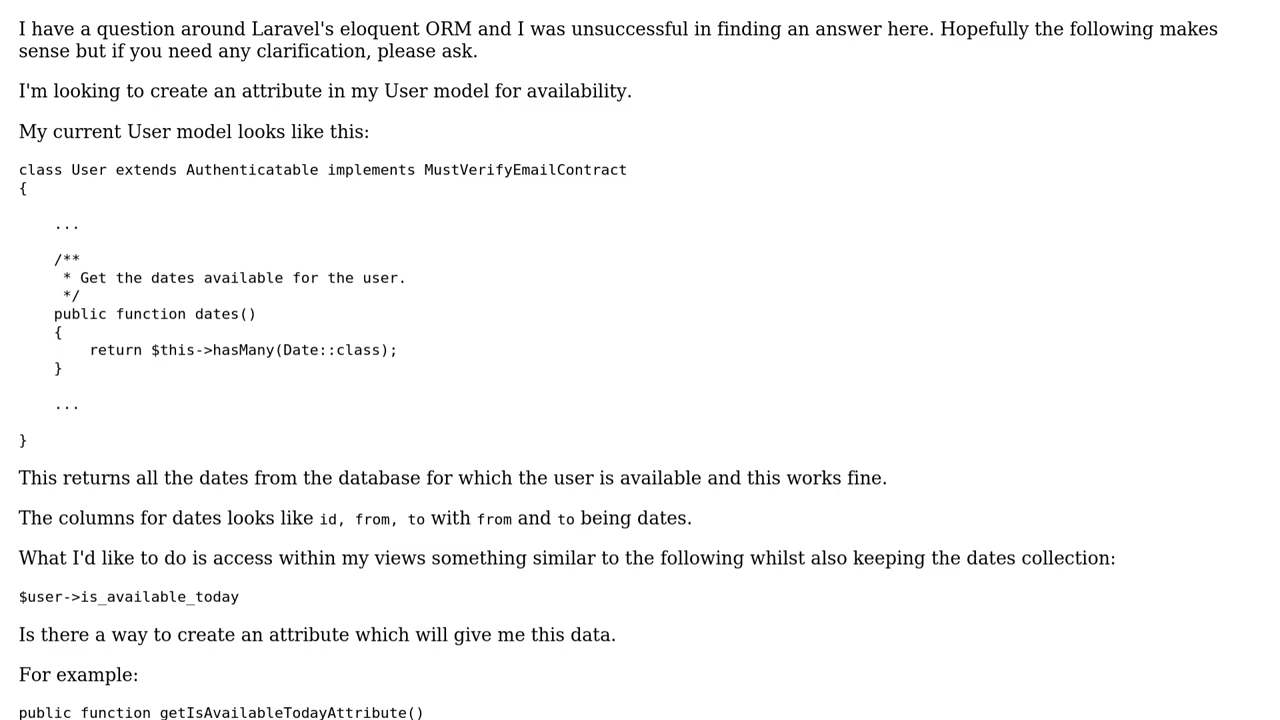 I have a question around Laravel's eloquent ORM and I was unsuccessful in finding an answer here. Hopefully the following makes
sense but if you need any clarification, please ask.
I'm looking to create an attribute in my User model for availability.
My current User model looks like this:
class User extends Authenticatable implements MustVerifyEmailContract
{
    ...
    /**
     * Get the dates available for the user.
     */
    public function dates()
    {
        return $this->hasMany(Date::class);
    }
    ...
}
This returns all the dates from the database for which the user is available and this works fine.
The columns for dates looks like id, from, to with from and to being dates.
What I'd like to do is access within my views something similar to the following whilst also keeping the dates collection:
$user->is_available_today
Is there a way to create an attribute which will give me this data.
For example:
public function getIsAvailableTodayAttribute()